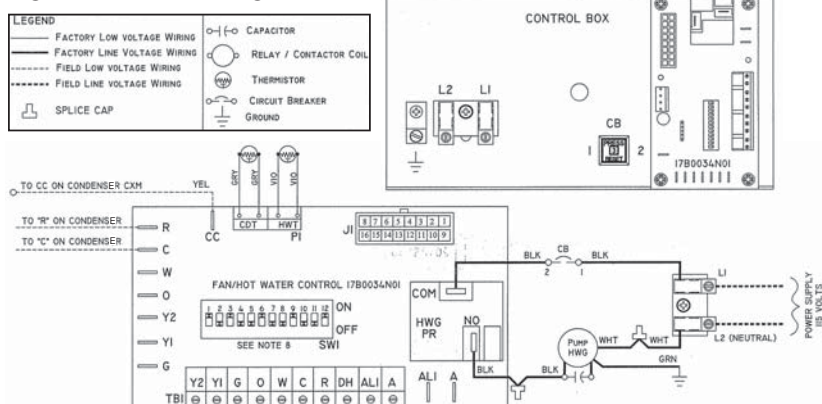 LEGEND
FACTORY LOW VOLTAGE WIRING
FACTORY LINE VOLTAGE WIRING
FIELD LOW VOLTAGE WIRING
FIELD LINE VOLTAGE WIRING
SPLICE CAP
CAPACITOR
RELAY / CONTACTOR COIL
THERMISTOR
CIRCUIT BREAKER
GROUND
CONTROL BOX
L2 L1
CB
1 PRESS RESET 2
17B0034N01
TO CC ON CONDENSER CXM YEL
GRY GRY VIO VIO
TO "R" ON CONDENSER
TO "C" ON CONDENSER
CC
CDT HWT
P1
J1
8 7 6 5 4 3 2 1
16 15 14 13 12 11 10 9
R
C
W
O
Y2
Y1
G
FAN/HOT WATER CONTROL 17B0034N01
1 2 3 4 5 6 7 8 9 10 11 12
ON
OFF
SEE NOTE 8
SW1
COM
HWG PR
NO
BLK CB BLK
2 1
L1
L2 (NEUTRAL)
POWER SUPPLY
115 VOLTS
PUMP HWG
WHT WHT
GRN
BLK BLK
TB1
Y2 Y1 G O W C R DH AL1 A
AL1 A